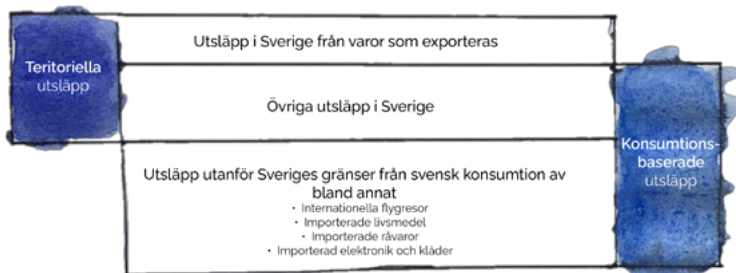 Teritoriella
utsläpp
Utsläpp i Sverige från varor som exporteras
Övriga utsläpp i Sverige
Utsläpp utanför Sveriges gränser från svensk konsumtion av
bland annat
• Internationella flygresor
• Importerade livsmedel
• Importerade råvaror
• Importerad elektronik och kläder
Konsumtions-
baserade
utsläpp